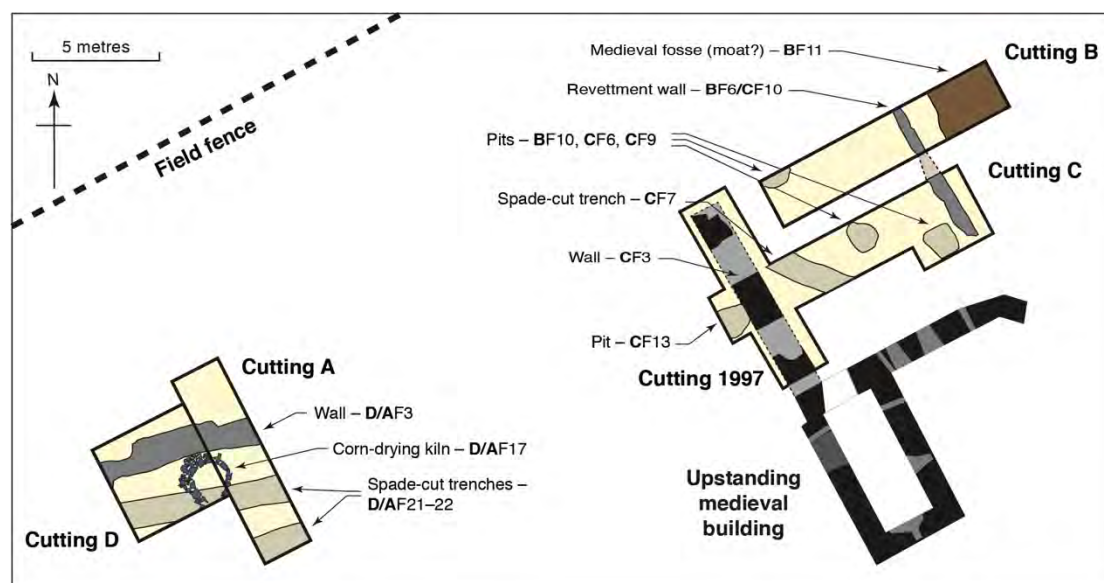 5 metres
N
Field fence
Medieval fosse (moat?) – BF11
Cutting B
Revettment wall – BF6/CF10
Pits – BF10, CF6, CF9
Cutting C
Spade-cut trench – CF7
Wall – CF3
Pit – CF13
Cutting 1997
Cutting A
Wall – D/AF3
Corn-drying kiln – D/AF17
Spade-cut trenches –
D/AF21–22
Cutting D
Upstanding
medieval
building